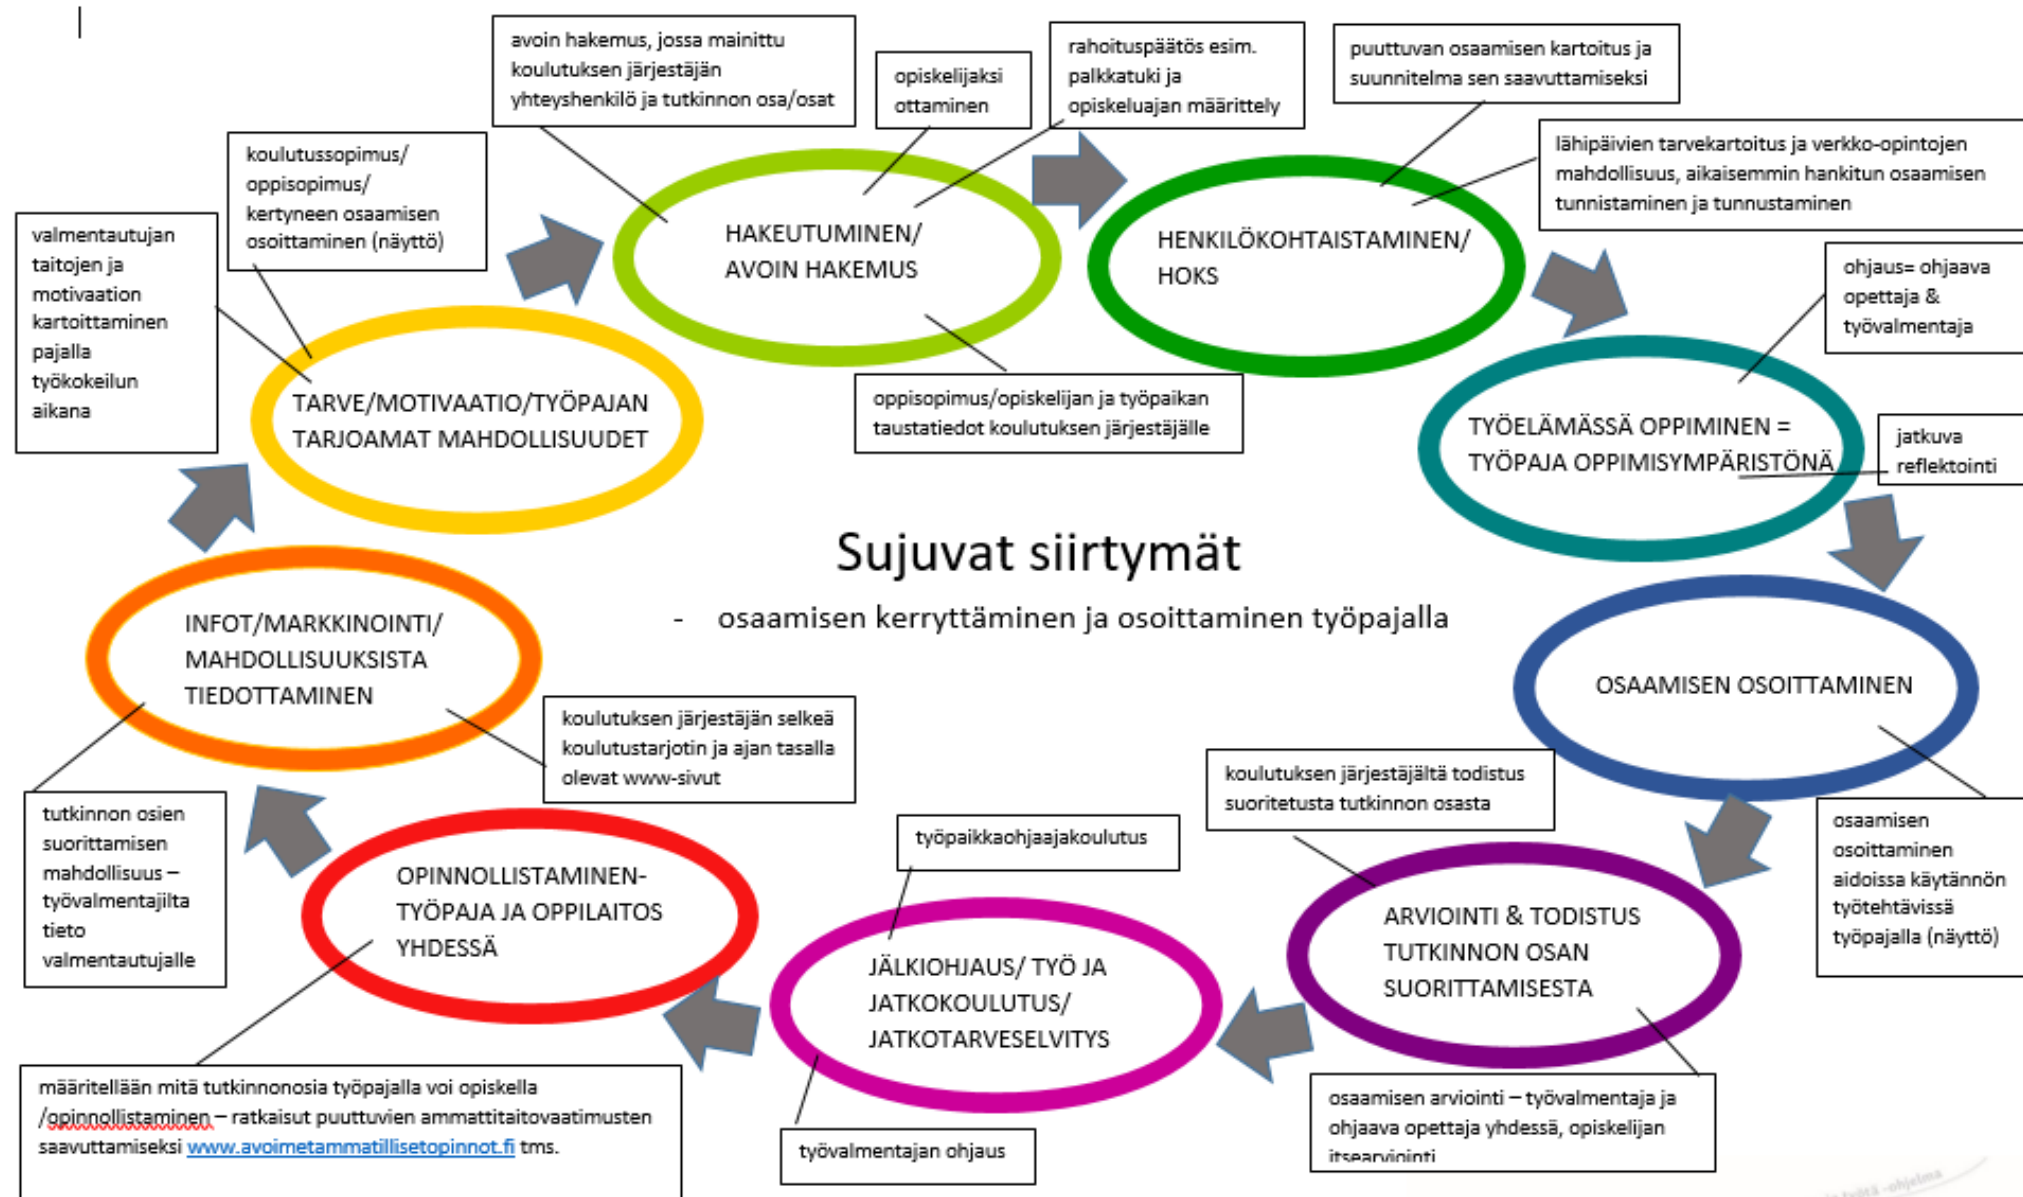 avoin hakemus, jossa mainittu
koulutuksen järjestäjän
yhteyshenkilö ja tutkinnon osa/osat
opiskelijaksi
ottaminen
rahoituspäätös esim.
palkkatuki ja
opiskeluajan määrittely
puuttuvan osaamisen kartoitus ja
suunnitelma sen saavuttamiseksi
koulutussopimus/
oppisopimus/
kertyneen osaamisen
osoittaminen (näyttö)
lähipäivien tarvekartoitus ja verkko-opintojen
mahdollisuus, aikaisemmin hankitun osaamisen
tunnistaminen ja tunnustaminen
valmentautujan
taitojen ja
motivaation
kartoittaminen
pajalla
työkokeilun
aikana
HAKEUTUMINEN/
AVOIN HAKEMUS
HENKILÖKOHTAISTAMINEN/
HOKS
ohjaus= ohjaava
opettaja &
työvalmentaja
TARVE/MOTIVAATIO/TYÖPAJAN
TARJOAMAT MAHDOLLISUUDET
oppisopimus/opiskelijan ja työpaikan
taustatiedot koulutuksen järjestäjälle
TYÖELÄMÄSSÄ OPPIMINEN =
TYÖPAJA OPPIMISYMPÄRISTÖNÄ
jatkuva
reflektointi
Sujuvat siirtymät
- osaamisen kerryttäminen ja osoittaminen työpajalla
INFOT/MARKKINOINTI/
MAHDOLLISUUKSISTA
TIEDOTTAMINEN
OSAAMISEN OSOITTAMINEN
koulutuksen järjestäjän selkeä
koulutustarjotin ja ajan tasalla
olevat www-sivut
koulutuksen järjestäjältä todistus
suoritetusta tutkinnon osasta
tutkinnon osien
suorittamisen
mahdollisuus –
työvalmentajilta
tieto
valmentautujalle
työpaikkaohjaajakoulutus
osaamisen
osoittaminen
aidoissa käytännön
työtehtävissä
työpajalla (näyttö)
OPINNOLLISTAMINEN-
TYÖPAJA JA OPPILAITOS
YHDESSÄ
ARVIOINTI & TODISTUS
TUTKINNON OSAN
SUORITTAMISESTA
JÄLKIOHJAUS/ TYÖ JA
JATKOKOULUTUS/
JATKOTARVESELVITYS
määritellään mitä tutkinnonosia työpajalla voi opiskella
/opinnollistaminen – ratkaisut puuttuvien ammattitaitovaatimusten
saavuttamiseksi www.avoimetammatillisetopinnot.fi tms.
osaamisen arviointi – työvalmentaja ja
ohjaava opettaja yhdessä, opiskelijan
itsearviointi
työvalmentajan ohjaus
-ohjelma